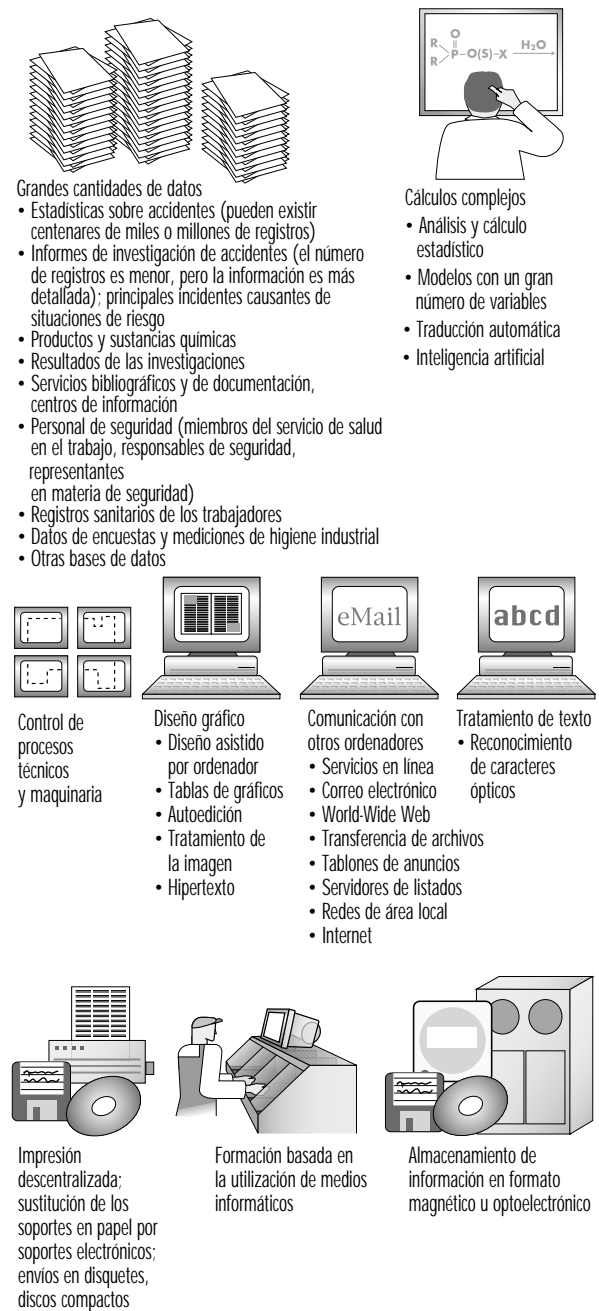 R
O
R P–O(S)–X H₂O
Grandes cantidades de datos
• Estadísticas sobre accidentes (pueden existir
centenares de miles o millones de registros)
• Informes de investigación de accidentes (el número
de registros es menor, pero la información es más
detallada); principales incidentes causantes de
situaciones de riesgo
• Productos y sustancias químicas
• Resultados de las investigaciones
• Servicios bibliográficos y de documentación,
centros de información
• Personal de seguridad (miembros del servicio de salud
en el trabajo, responsables de seguridad,
representantes
en materia de seguridad)
• Registros sanitarios de los trabajadores
• Datos de encuestas y mediciones de higiene industrial
• Otras bases de datos
Cálculos complejos
• Análisis y cálculo
estadístico
• Modelos con un gran
número de variables
• Traducción automática
• Inteligencia artificial
eMail
abcd
Control de
procesos
técnicos
y maquinaria
Diseño gráfico
• Diseño asistido
por ordenador
• Tablas de gráficos
• Autoedición
• Tratamiento de
la imagen
• Hipertexto
Comunicación con
otros ordenadores
• Servicios en línea
• Correo electrónico
• World-Wide Web
• Transferencia de archivos
• Tablones de anuncios
• Servidores de listados
• Redes de área local
• Internet
Tratamiento de texto
• Reconocimiento
de caracteres
ópticos
Impresión
descentralizada;
sustitución de los
soportes en papel por
soportes electrónicos;
envíos en disquetes,
discos compactos
Formación basada en
la utilización de medios
informáticos
Almacenamiento de
información en formato
magnético u optoelectrónico